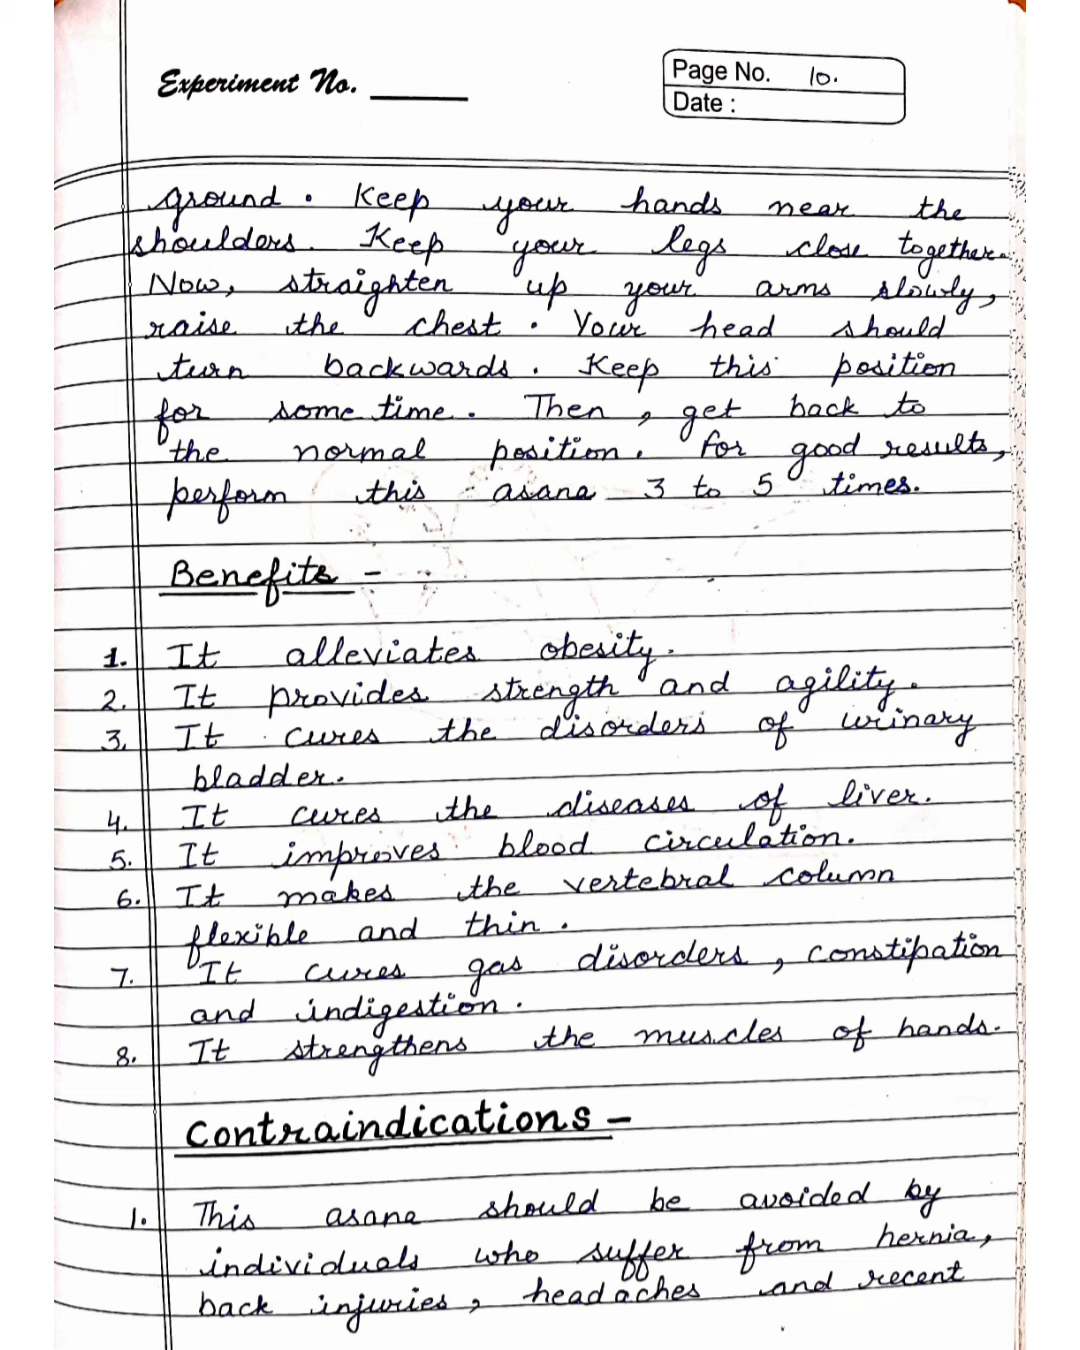 Experiment No. ______
Page No. 10.
Date :
ground. Keep your hands near the
shoulders. Keep your legs close together.
Now, straighten up your arms slowly,
raise the chest. Your head should
turn backwards. Keep this position
for some time. Then, get back to
the normal position. For good results,
perform this asana 3 to 5 times.
Benefits -
1. It alleviates obesity.
2. It provides strength and agility.
3. It cures the disorders of urinary
bladder.
4. It cures the diseases of liver.
5. It improves blood circulation.
6. It makes the vertebral column
flexible and thin.
7. It cures gas disorders, constipation
and indigestion.
8. It strengthens the muscles of hands.
Contraindications -
1. This asana should be avoided by
individuals who suffer from hernia,
back injuries, headaches and recent